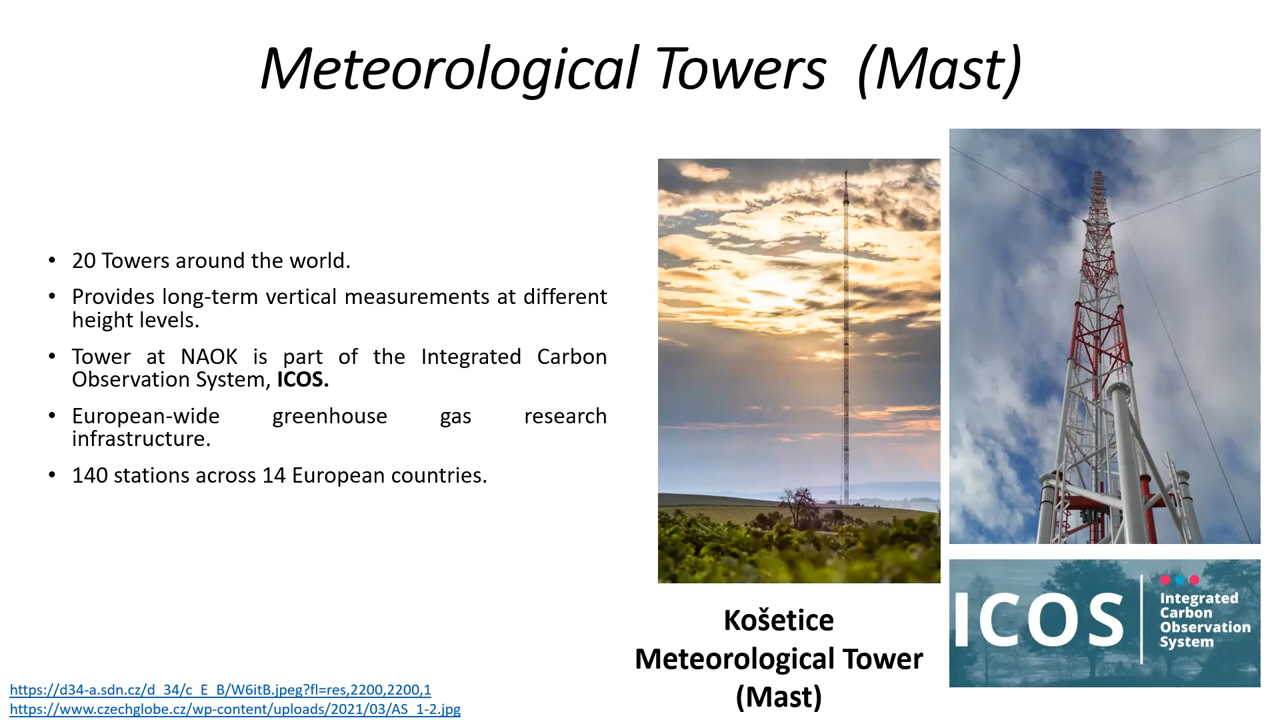 Meteorological Towers (Mast)
• 20 Towers around the world.
• Provides long-term vertical measurements at different
height levels.
• Tower at NAOK is part of the Integrated Carbon
Observation System, ICOS.
• European-wide greenhouse gas research
infrastructure.
• 140 stations across 14 European countries.
Košetice
Meteorological Tower
(Mast)
ICOS
Integrated
Carbon
Observation
System
https://d34-a.sdn.cz/d_34/c_E_B/W6itB.jpeg?fl=res,2200,2200,1
https://www.czechglobe.cz/wp-content/uploads/2021/03/AS_1-2.jpg